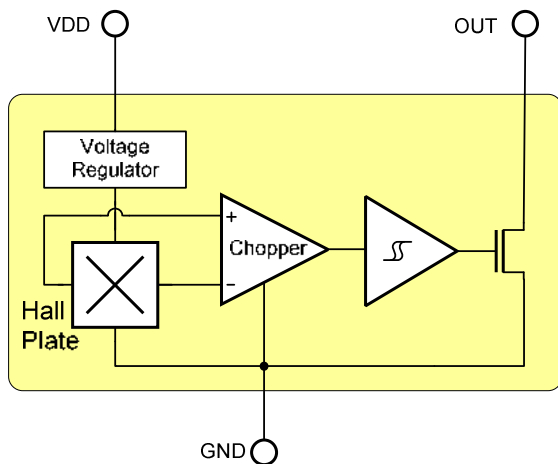 VDD
OUT
Voltage
Regulator
+
Chopper
−
Hall
Plate
GND